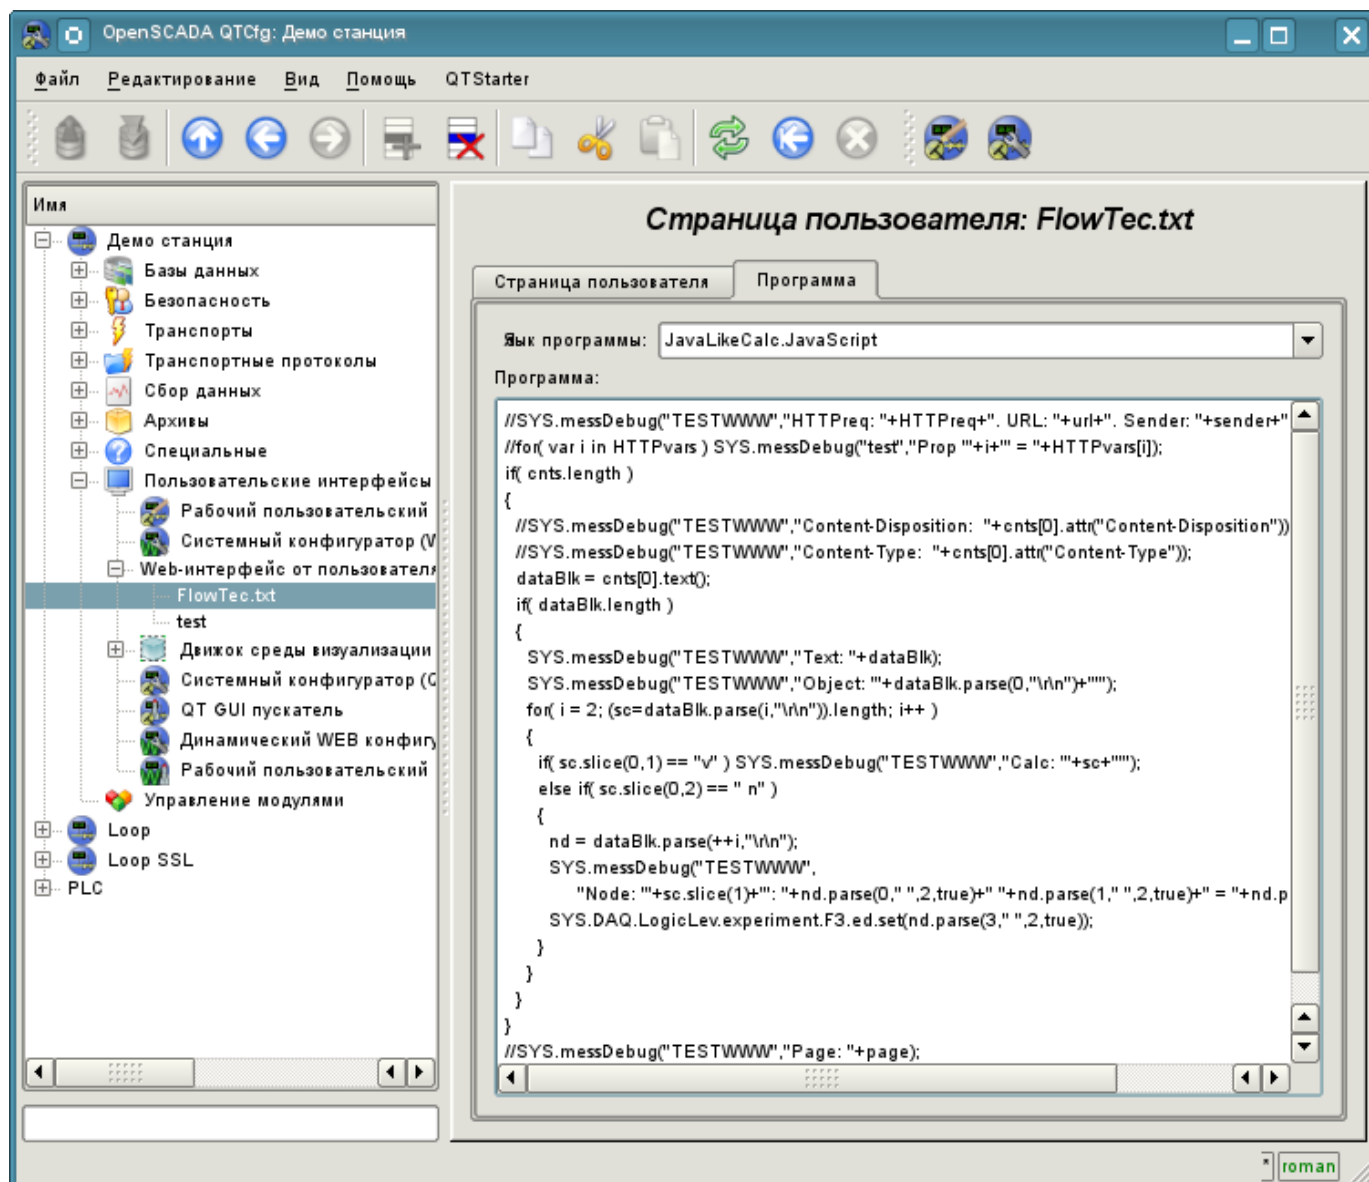 OpenSCADA QTCfg: Демо станция
Файл Редактирование Вид Помощь QTStarter
Имя
Демо станция
Базы данных
Безопасность
Транспорты
Транспортные протоколы
Сбор данных
Архивы
Специальные
Пользовательские интерфейсы
Рабочий пользовательский
Системный конфигуратор (
Web-интерфейс от пользователя
FlowTec.txt
test
Движок среды визуализации
Системный конфигуратор (
QT GUI пускатель
Динамический WEB конфигу
Рабочий пользовательский
Управление модулями
Loop
Loop SSL
PLC
Страница пользователя: FlowTec.txt
Страница пользователя Программа
Язык программы: JavaLikeCalc.JavaScript
Программа:
//SYS.messDebug("TESTWWW","HTTPreq: "+HTTPreq+". URL: "+url+". Sender: "+sender+"
//for( var i in HTTPvars ) SYS.messDebug("test","Prop '"+i+"' = "+HTTPvars[i]);
if( cnts.length )
{
//SYS.messDebug("TESTWWW","Content-Disposition:  "+cnts[0].attr("Content-Disposition"))
//SYS.messDebug("TESTWWW","Content-Type:  "+cnts[0].attr("Content-Type"));
dataBlk = cnts[0].text();
if( dataBlk.length )
{
SYS.messDebug("TESTWWW","Text: "+dataBlk);
SYS.messDebug("TESTWWW","Object: '"+dataBlk.parse(0,"\r\n")+"'");
for( i = 2; (sc=dataBlk.parse(i,"\r\n")).length; i++ )
{
if( sc.slice(0,1) == "v" ) SYS.messDebug("TESTWWW","Calc: '"+sc+"'");
else if( sc.slice(0,2) == " n" )
{
nd = dataBlk.parse(++i,"\r\n");
SYS.messDebug("TESTWWW",
"Node: '"+sc.slice(1)+"': "+nd.parse(0," ",2,true)+" "+nd.parse(1," ",2,true)+" = "+nd.p
SYS.DAQ.LogicLev.experiment.F3.ed.set(nd.parse(3," ",2,true));
}
}
}
}
//SYS.messDebug("TESTWWW","Page: "+page);
* roman